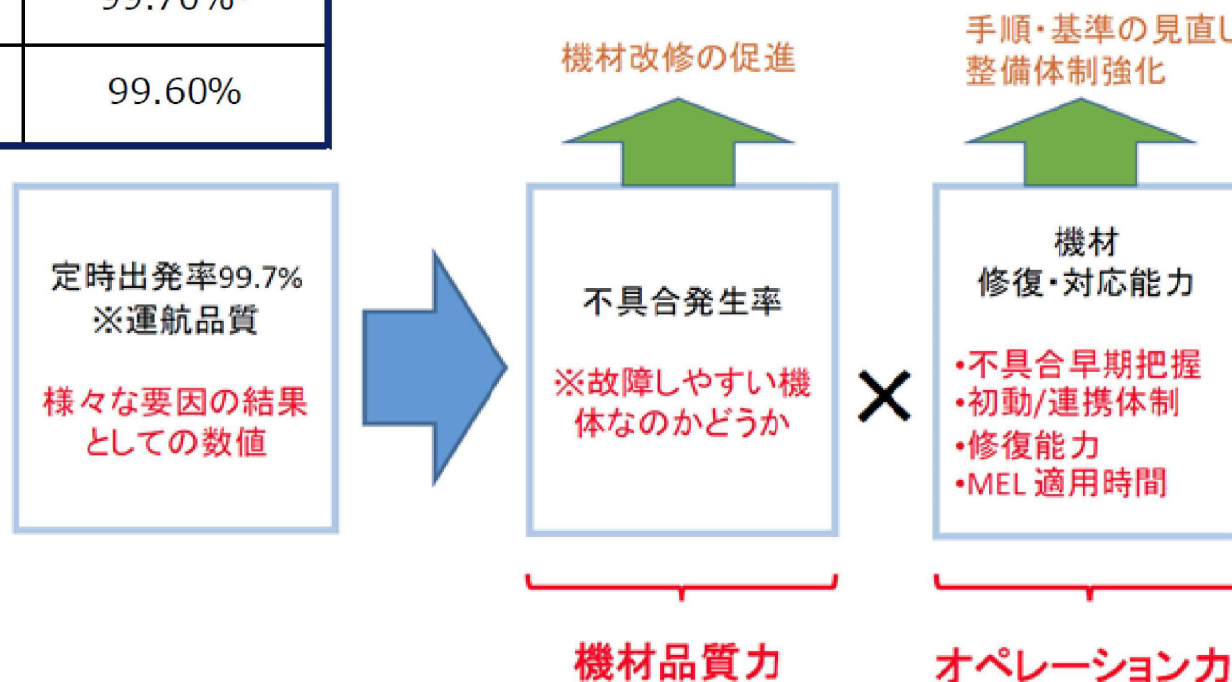 99.70%
99.60%
機材改修の促進
手順・基準の見直し
整備体制強化
定時出発率99.7%
※運航品質
様々な要因の結果
としての数値
不具合発生率
※故障しやすい機
体なのかどうか
×
機材
修復・対応能力
•不具合早期把握
•初動/連携体制
•修復能力
•MEL 適用時間
機材品質力
オペレーション力